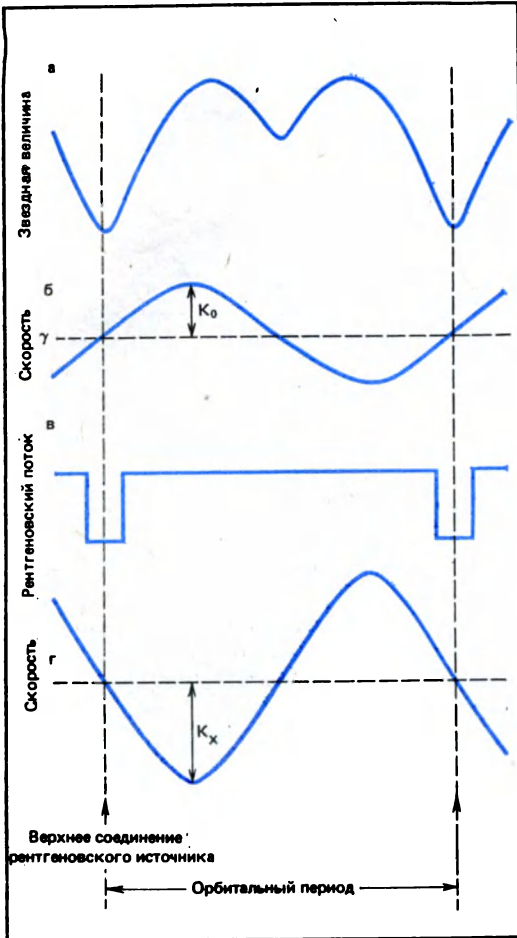 а
Звездная величина
б
K₀
γ
Скорость
в
Рентгеновский поток
г
Скорость
Kₓ
Верхнее соединение
рентгеновского источника
Орбитальный период